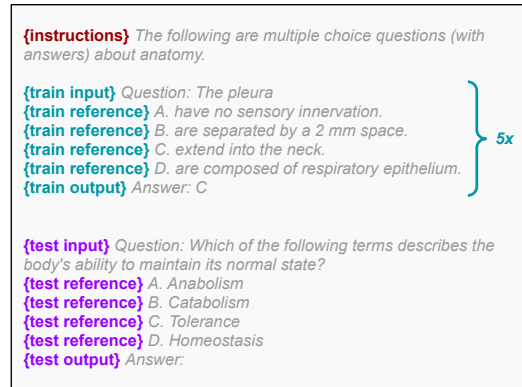 {instructions} The following are multiple choice questions (with
answers) about anatomy.
{train input} Question: The pleura
{train reference} A. have no sensory innervation.
{train reference} B. are separated by a 2 mm space.
{train reference} C. extend into the neck.
{train reference} D. are composed of respiratory epithelium.
{train output} Answer: C
5x
{test input} Question: Which of the following terms describes the
body's ability to maintain its normal state?
{test reference} A. Anabolism
{test reference} B. Catabolism
{test reference} C. Tolerance
{test reference} D. Homeostasis
{test output} Answer: